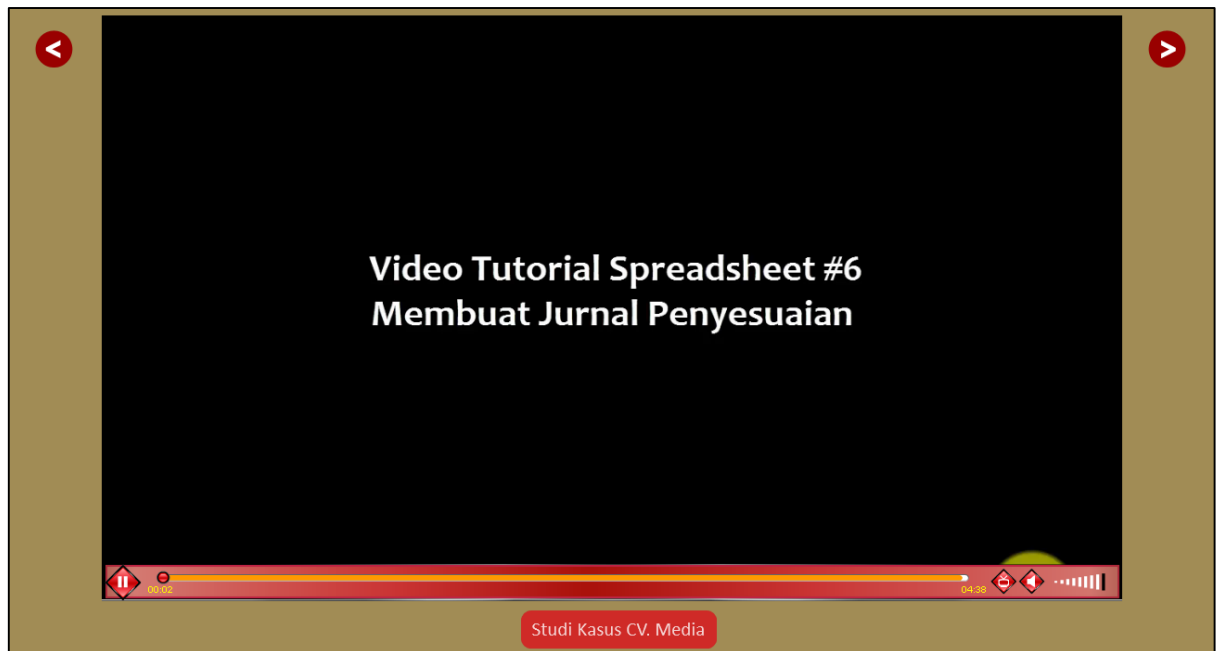 <
>
Video Tutorial Spreadsheet #6
Membuat Jurnal Penyesuaian
00:02
04:38
Studi Kasus CV. Media